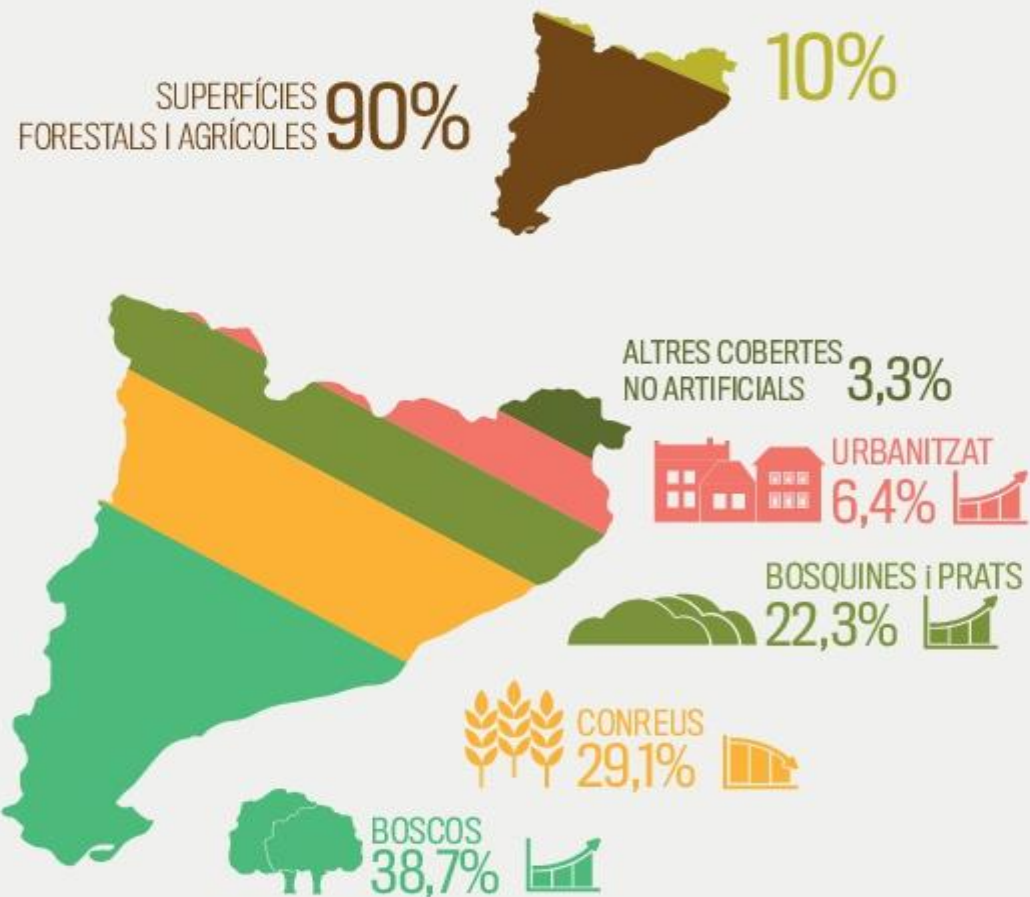 SUPERFÍCIES
FORESTALS I AGRÍCOLES 90%
10%
ALTRES COBERTES
NO ARTIFICIALS 3,3%
URBANITZAT
6,4%
BOSQUINES i PRATS
22,3%
CONREUS
29,1%
BOSCOS
38,7%